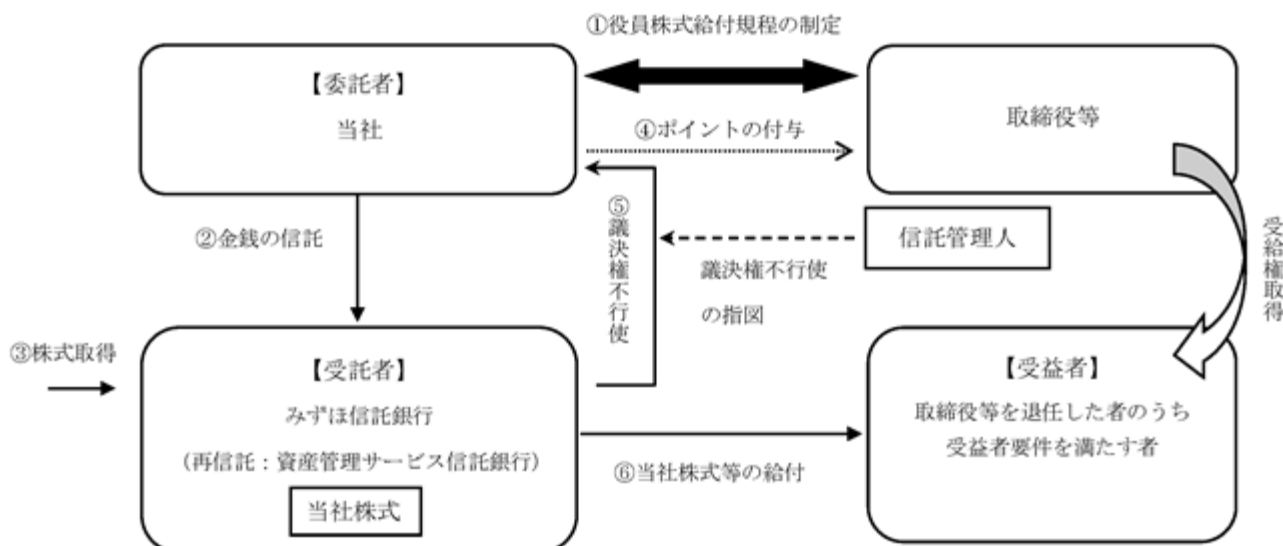 ①役員株式給付規程の制定
【委託者】
当社
取締役等
④ポイントの付与
②金銭の信託
⑤議決権不行使
信託管理人
議決権不行使
の指図
受給権取得
③株式取得
【受託者】
みずほ信託銀行
（再信託：資産管理サービス信託銀行）
当社株式
⑥当社株式等の給付
【受益者】
取締役等を退任した者のうち
受益者要件を満たす者